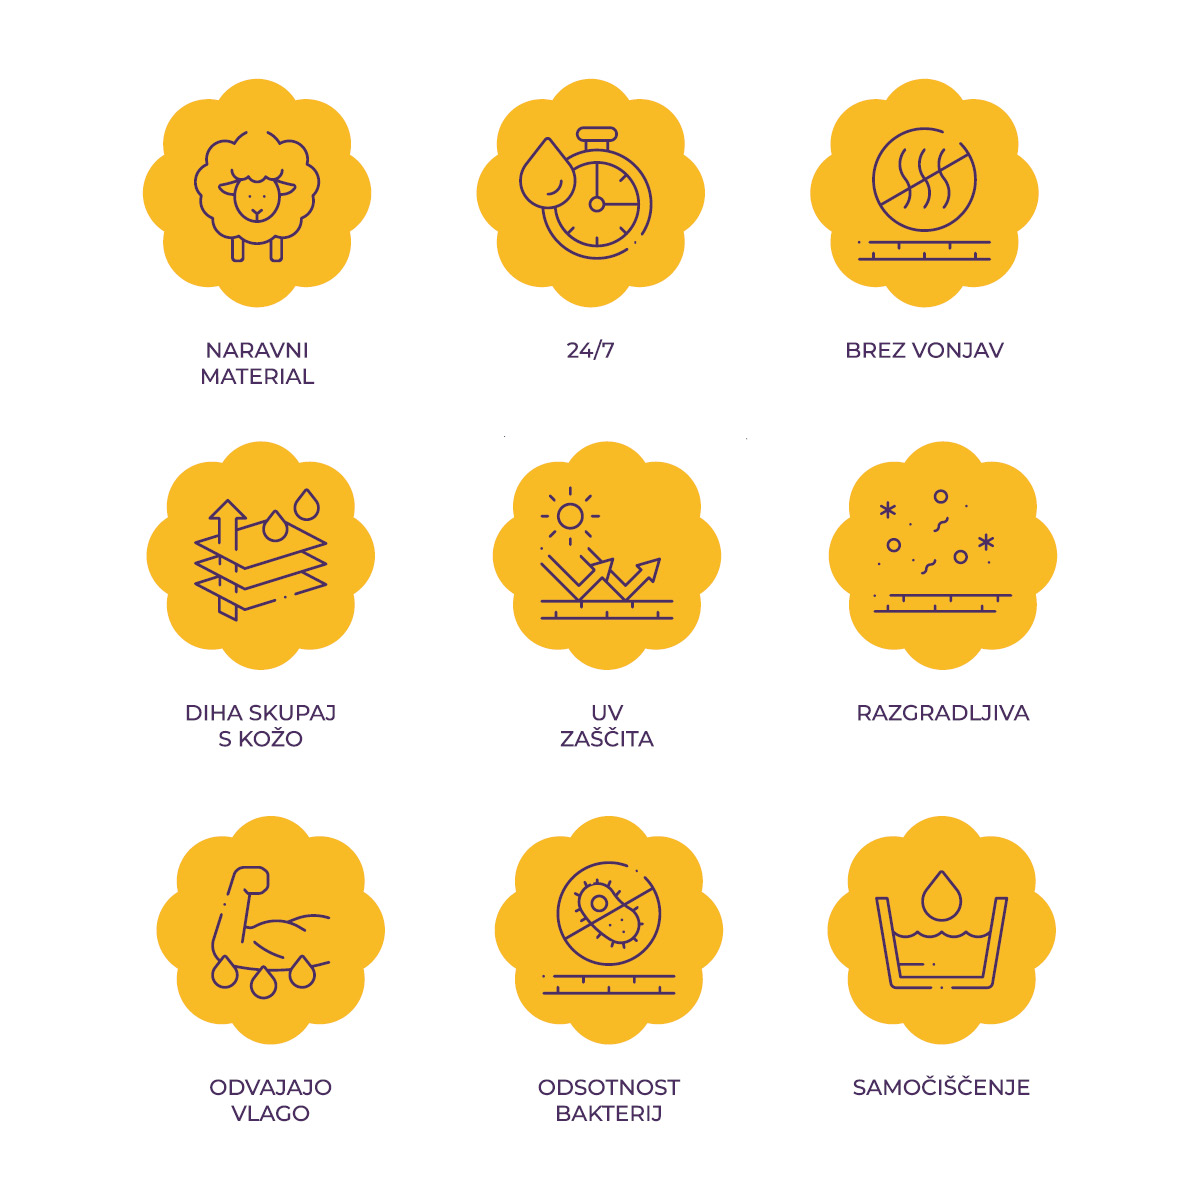 NARAVNI
MATERIAL
24/7
BREZ VONJAV
DIHA SKUPAJ
S KOŽO
UV
ZAŠČITA
RAZGRADLJIVA
ODVAJAJO
VLAGO
ODSOTNOST
BAKTERIJ
SAMOČIŠČENJE